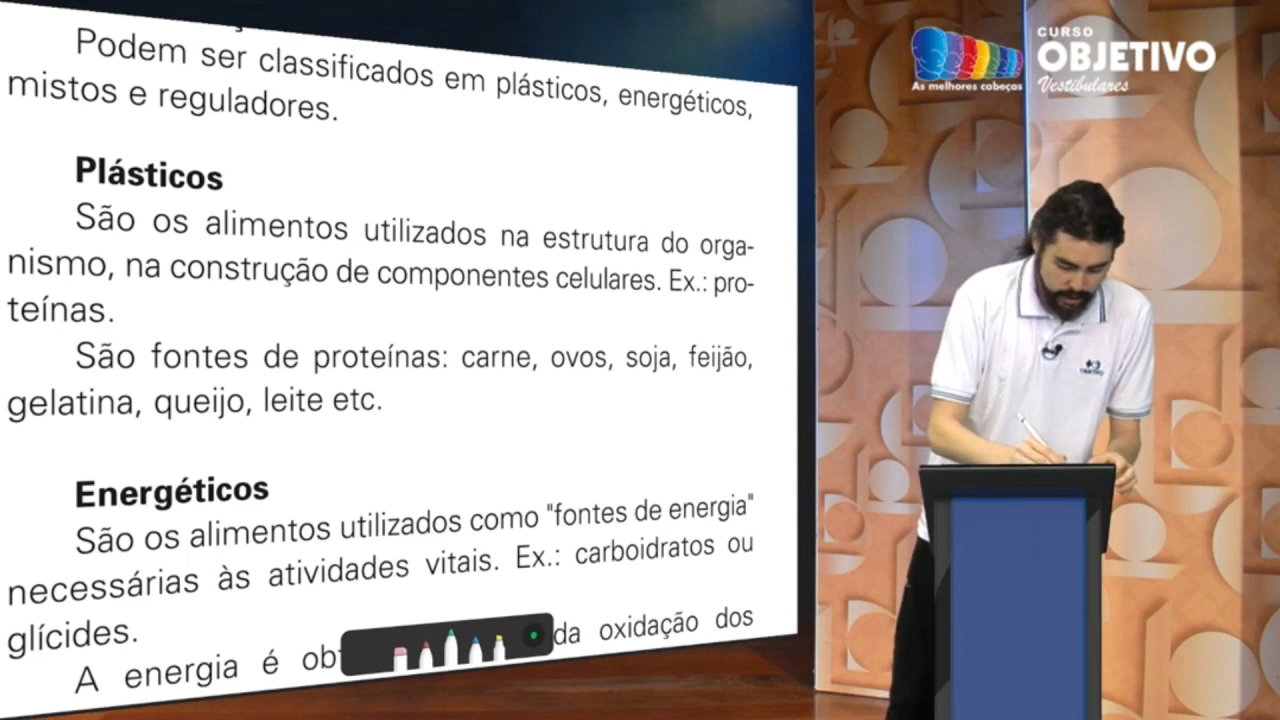 Podem ser classificados em plásticos, energéticos,
mistos e reguladores.
Plásticos
São os alimentos utilizados na estrutura do orga-
nismo, na construção de componentes celulares. Ex.: pro-
teínas.
São fontes de proteínas: carne, ovos, soja, feijão,
gelatina, queijo, leite etc.
Energéticos
São os alimentos utilizados como "fontes de energia"
necessárias às atividades vitais. Ex.: carboidratos ou
glícides.
A energia é da oxidação dos
CURSO
OBJETIVO
Vestibulares
As melhores cabeças
OBJETIVO